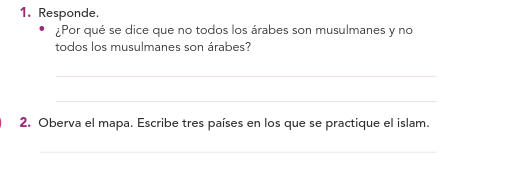 1. Responde.
• ¿Por qué se dice que no todos los árabes son musulmanes y no
todos los musulmanes son árabes?
2. Oberva el mapa. Escribe tres países en los que se practique el islam.